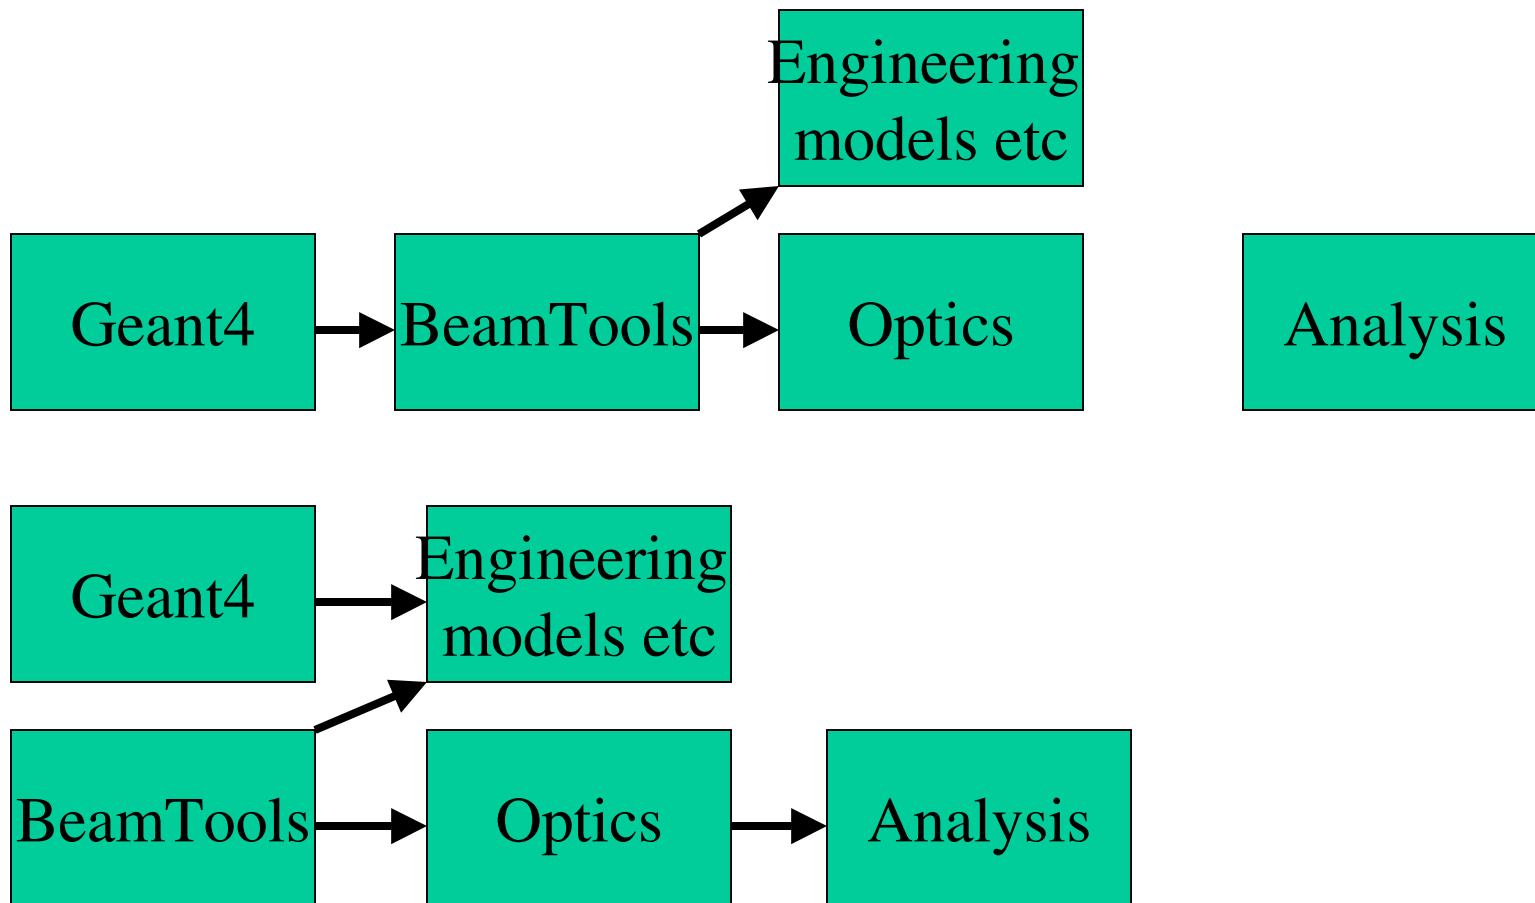 Engineering
models etc
Geant4
BeamTools
Optics
Analysis
Geant4
Engineering
models etc
BeamTools
Optics
Analysis